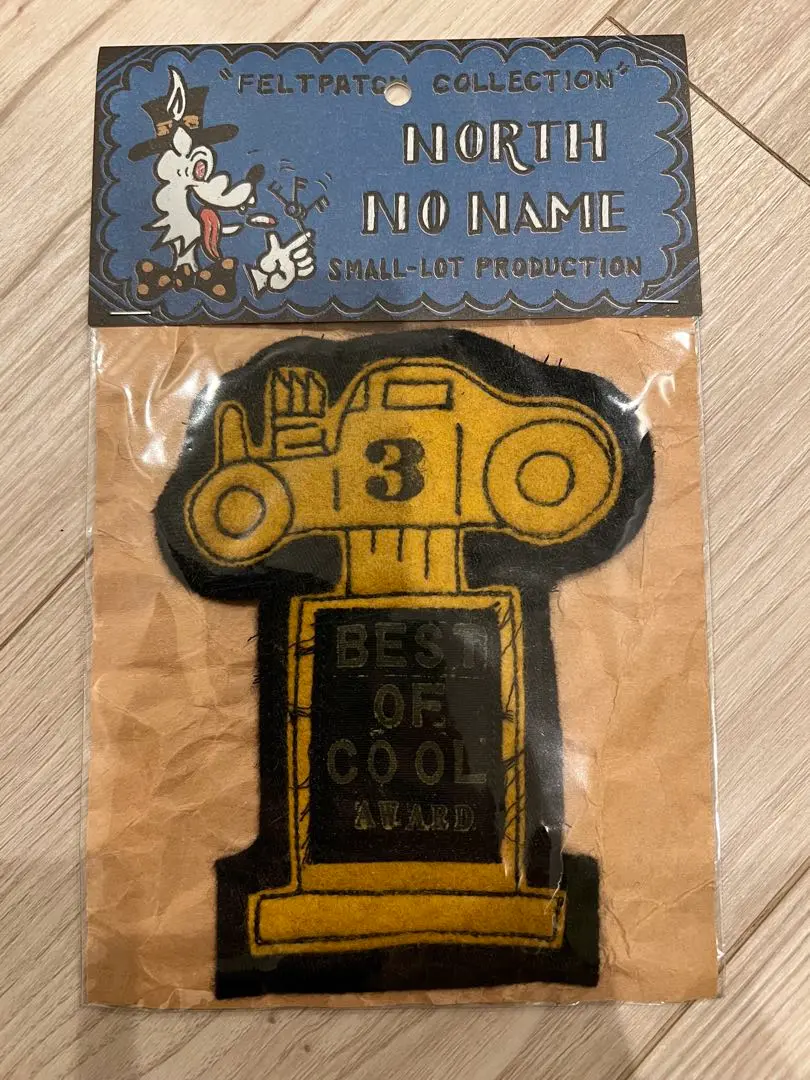 "FELTPATCH COLLECTION"
NORTH
NO NAME
SMALL-LOT PRODUCTION
3
BEST
OF
COOL
AWARD